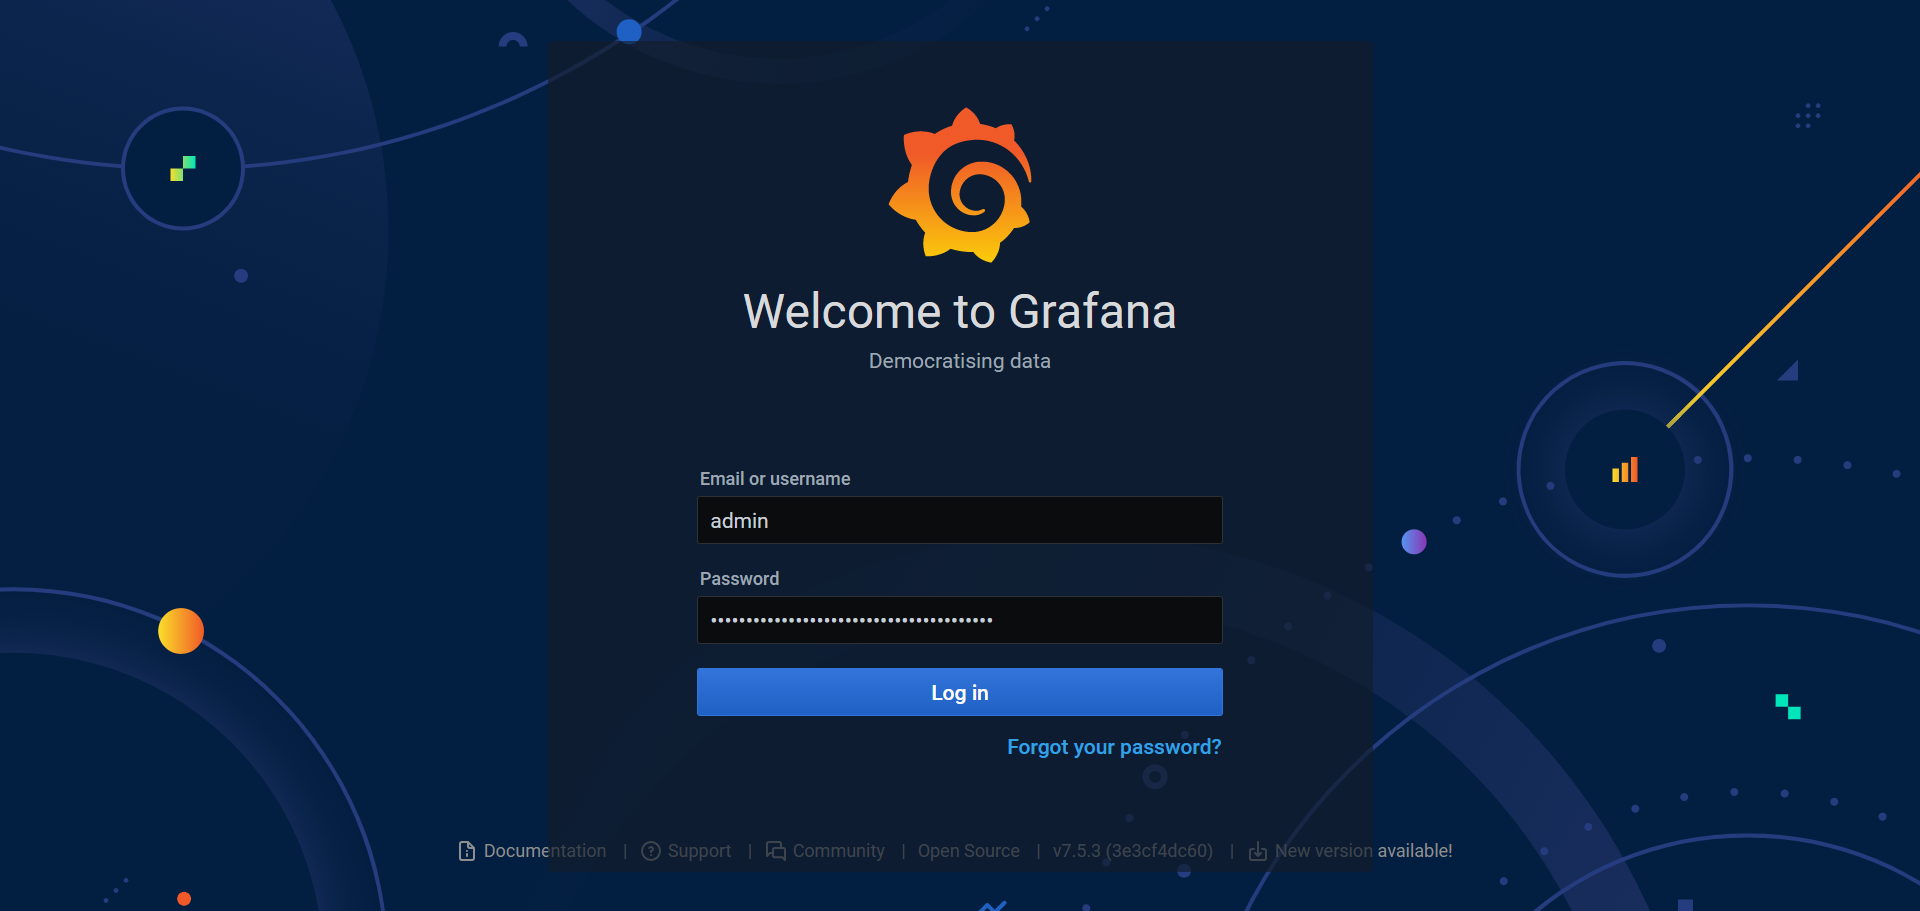 Welcome to Grafana
Democratising data
Email or username
admin
Password
••••••••••••••••••••••••••••••••••••••••
Log in
Forgot your password?
Documentation | Support | Community | Open Source | v7.5.3 (3e3cf4dc60) | New version available!